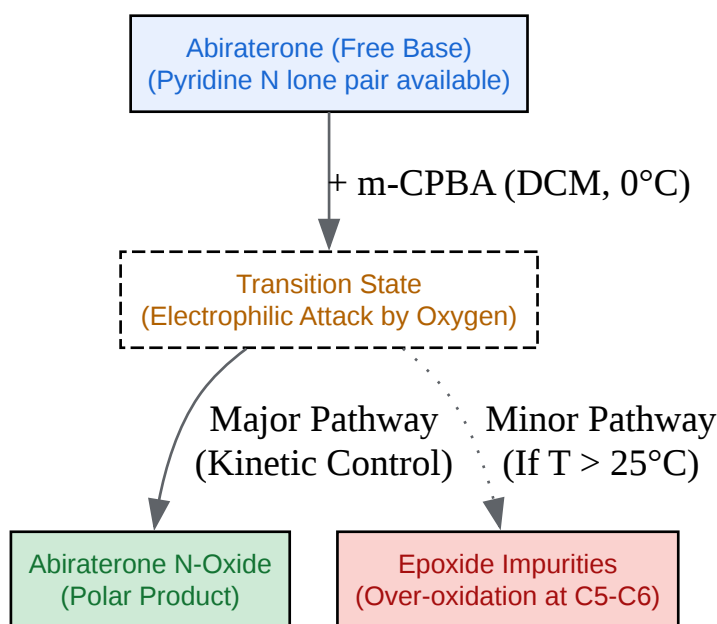 Abiraterone (Free Base)
(Pyridine N lone pair available)
+ m-CPBA (DCM, 0°C)
Transition State
(Electrophilic Attack by Oxygen)
Major Pathway
(Kinetic Control)
Minor Pathway
(If T > 25°C)
Abiraterone N-Oxide
(Polar Product)
Epoxide Impurities
(Over-oxidation at C5-C6)